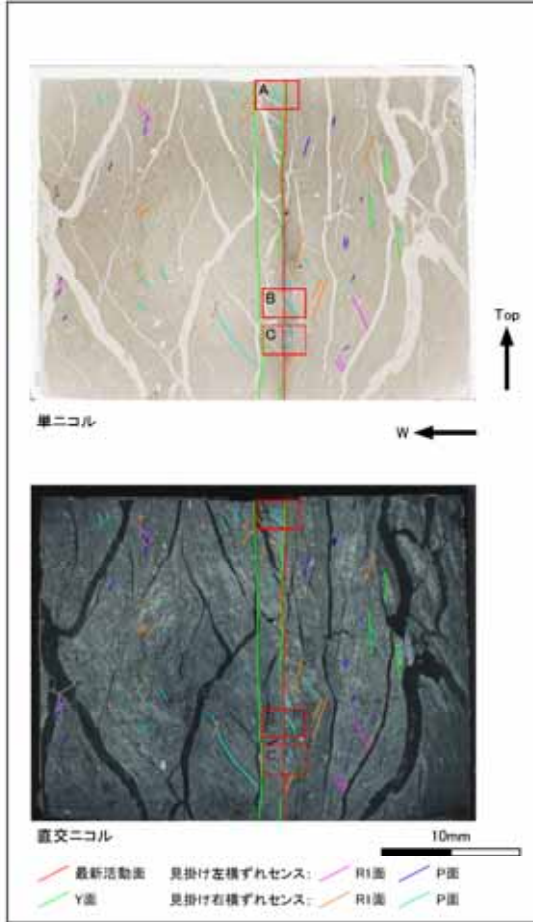 A
B
C
Top
単ニコル
W
C
直交ニコル
10mm
最新活動面
見掛け左横ずれセンス:
R1面
P面
Y面
見掛け右横ずれセンス:
R1面
P面